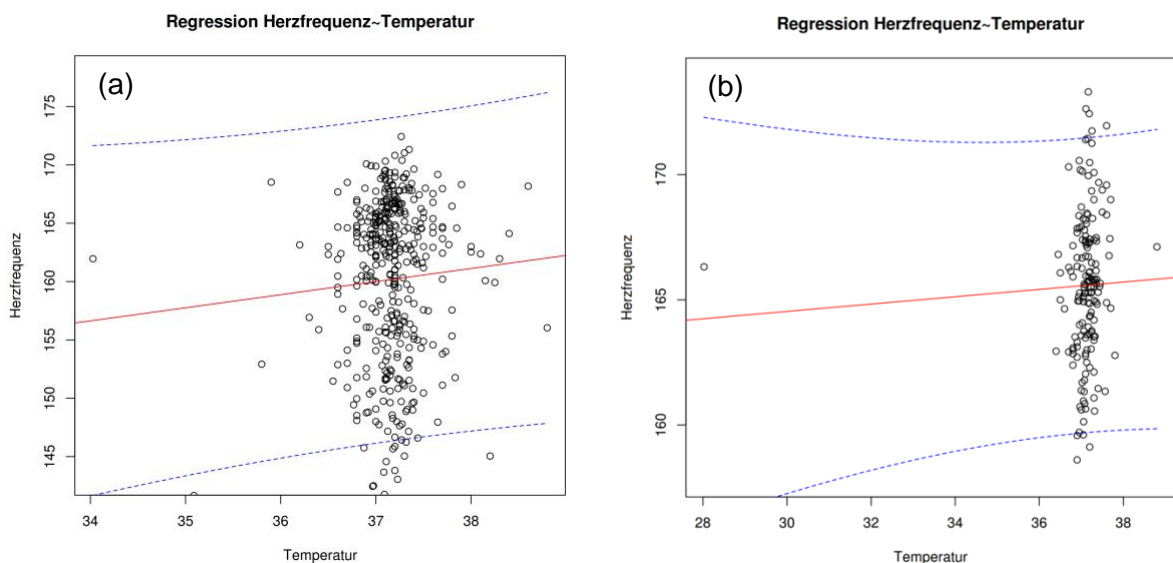 Regression Herzfrequenz~Temperatur
(a)
Herzfrequenz
175
170
165
160
155
150
145
34 35 36 37 38
Temperatur
Regression Herzfrequenz~Temperatur
(b)
Herzfrequenz
170
165
160
28 30 32 34 36 38
Temperatur